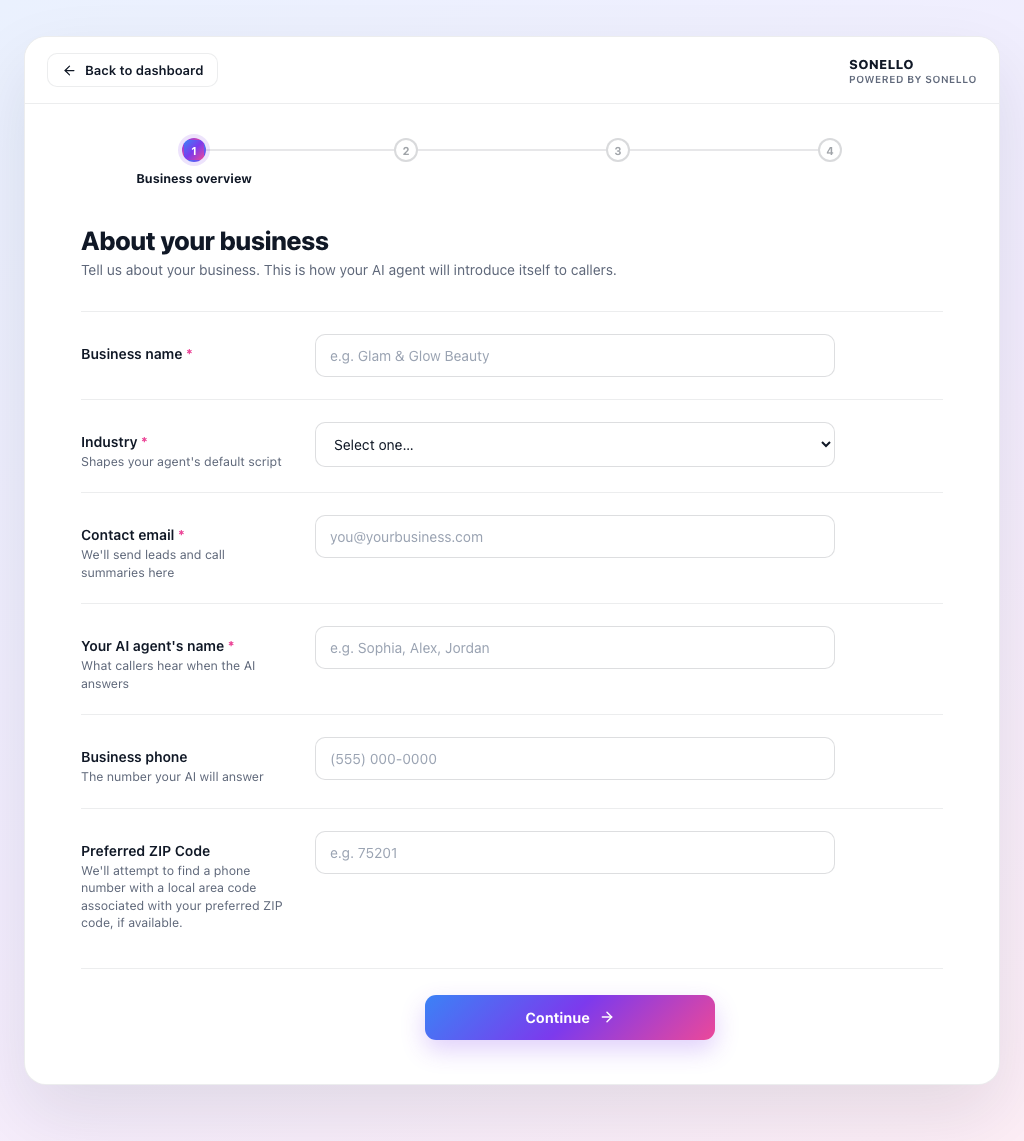 Back to dashboard
SONELLO
POWERED BY SONELLO
1
2
3
4
Business overview
About your business
Tell us about your business. This is how your AI agent will introduce itself to callers.
Business name *
e.g. Glam & Glow Beauty
Industry *
Shapes your agent's default script
Select one...
Contact email *
We'll send leads and call
summaries here
you@yourbusiness.com
Your AI agent's name *
What callers hear when the AI
answers
e.g. Sophia, Alex, Jordan
Business phone
The number your AI will answer
(555) 000-0000
Preferred ZIP Code
We'll attempt to find a phone
number with a local area code
associated with your preferred ZIP
code, if available.
e.g. 75201
Continue